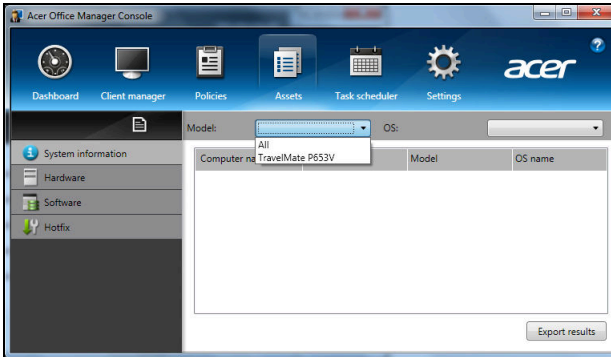 Acer Office Manager Console
Dashboard Client manager Policies Assets Task scheduler Settings acer ?
Model: OS:
All
TravelMate P653V
System information
Hardware
Software
Hotfix
Computer na Model OS name
Export results